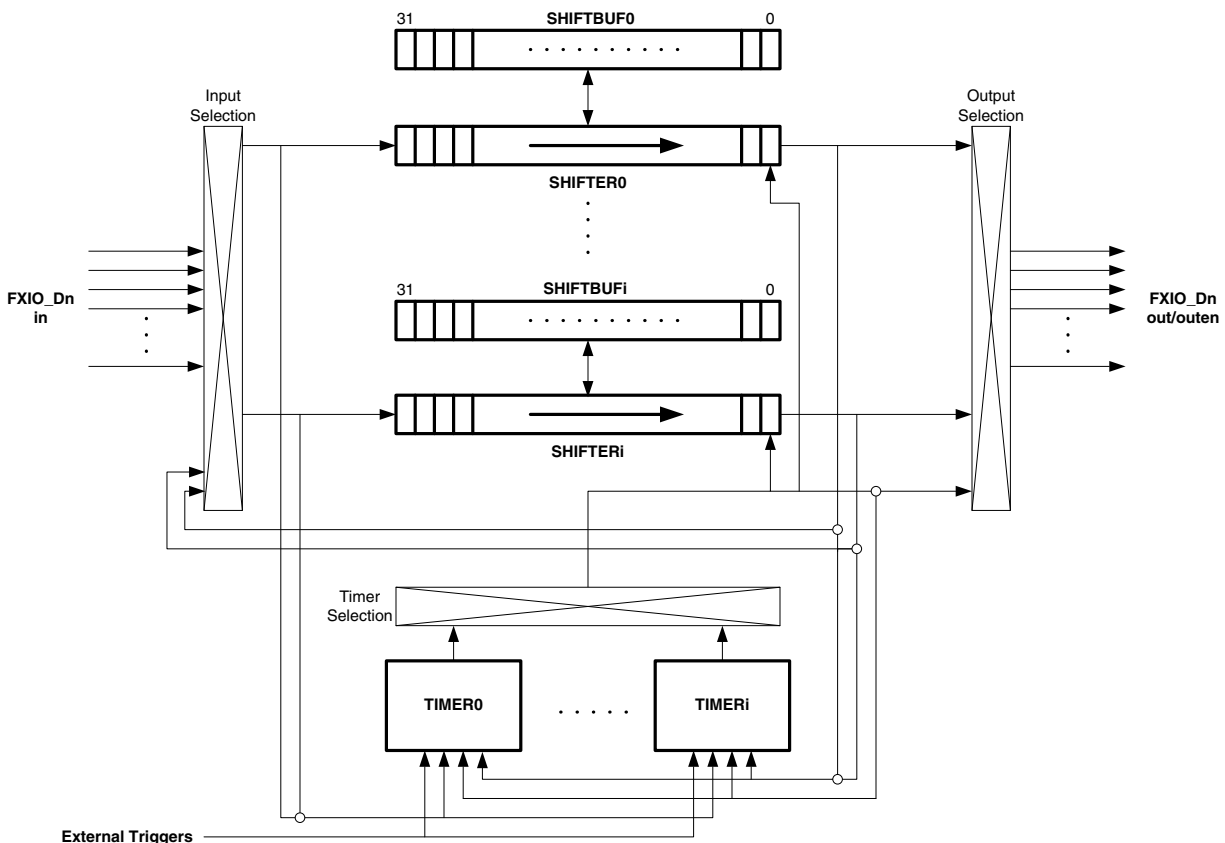 31
SHIFTBUF0
0
Input
Selection
Output
Selection
SHIFTER0
FXIO_Dn
in
31
SHIFTBUFi
0
FXIO_Dn
out/outen
SHIFTERi
Timer
Selection
TIMER0
TIMERi
External Triggers